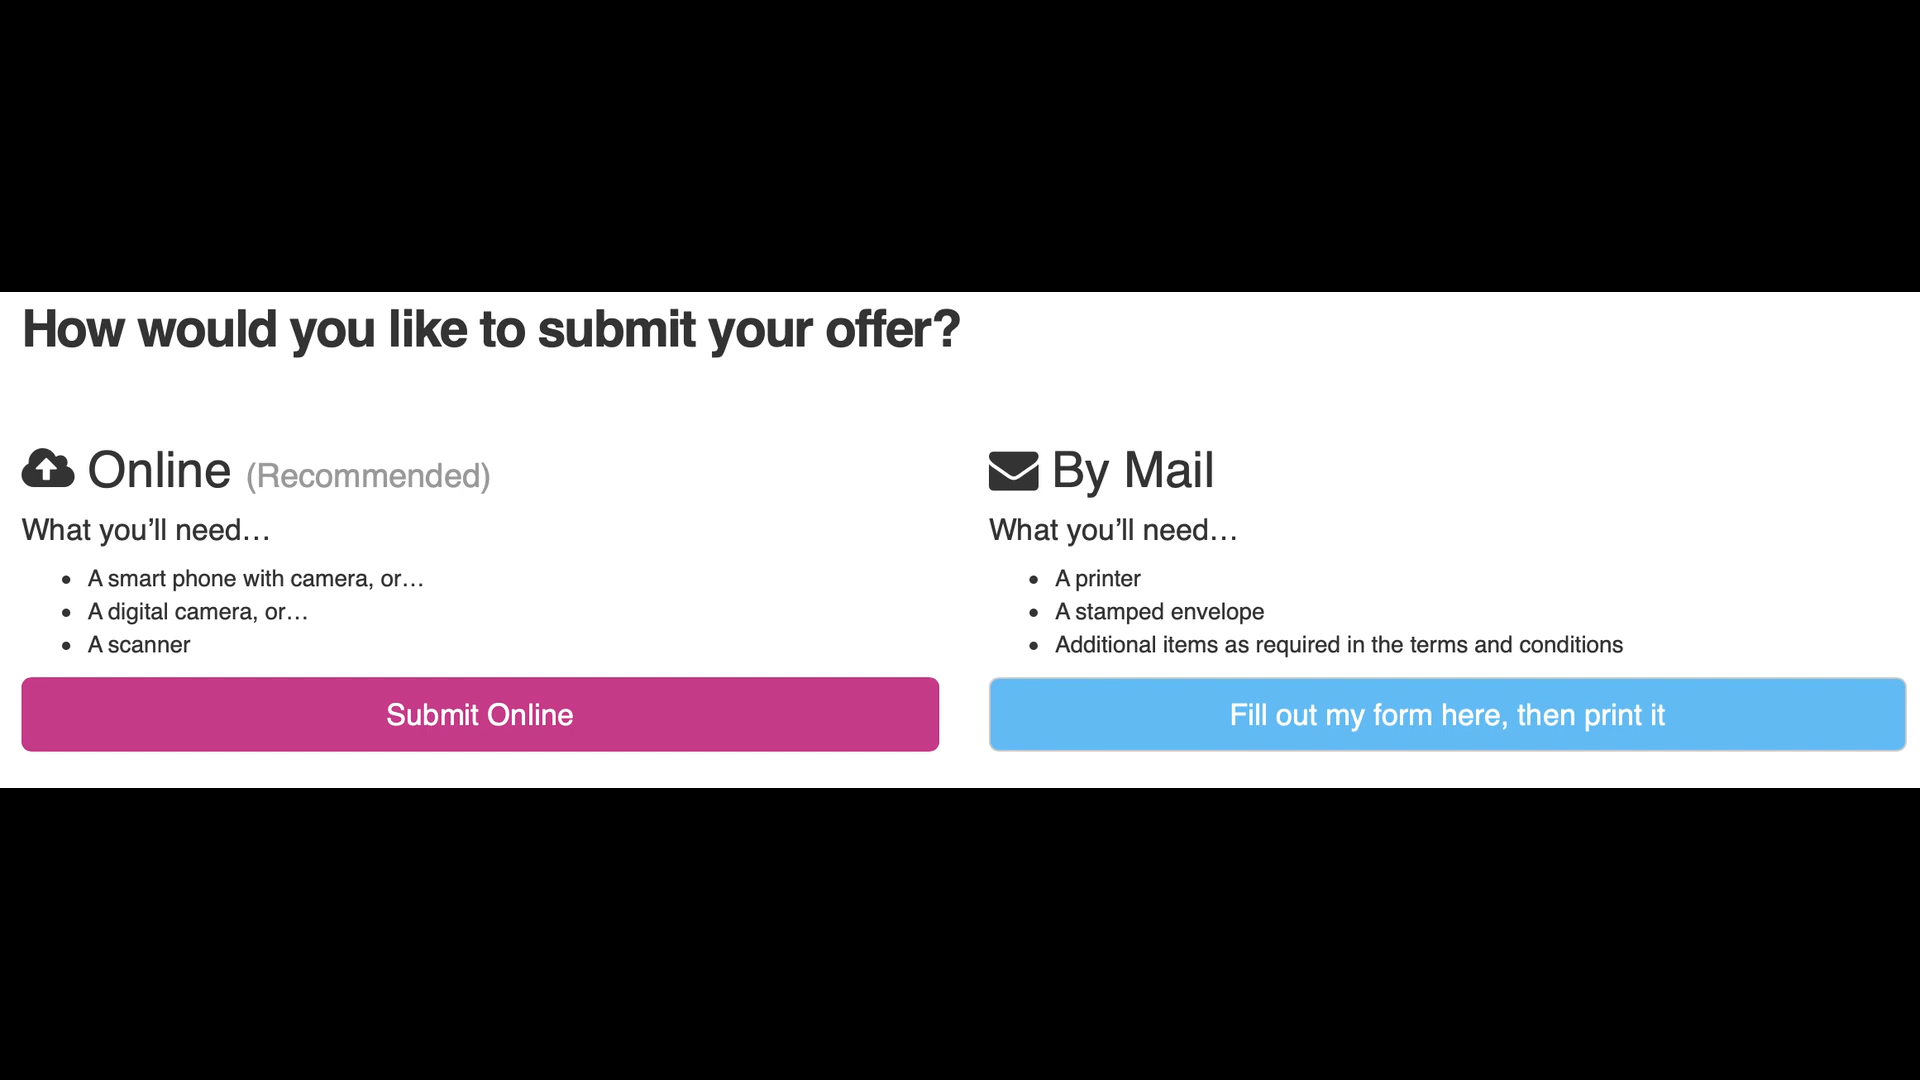 How would you like to submit your offer?
Online (Recommended)
What you’ll need…
A smart phone with camera, or…
A digital camera, or…
A scanner
Submit Online
By Mail
What you’ll need…
A printer
A stamped envelope
Additional items as required in the terms and conditions
Fill out my form here, then print it